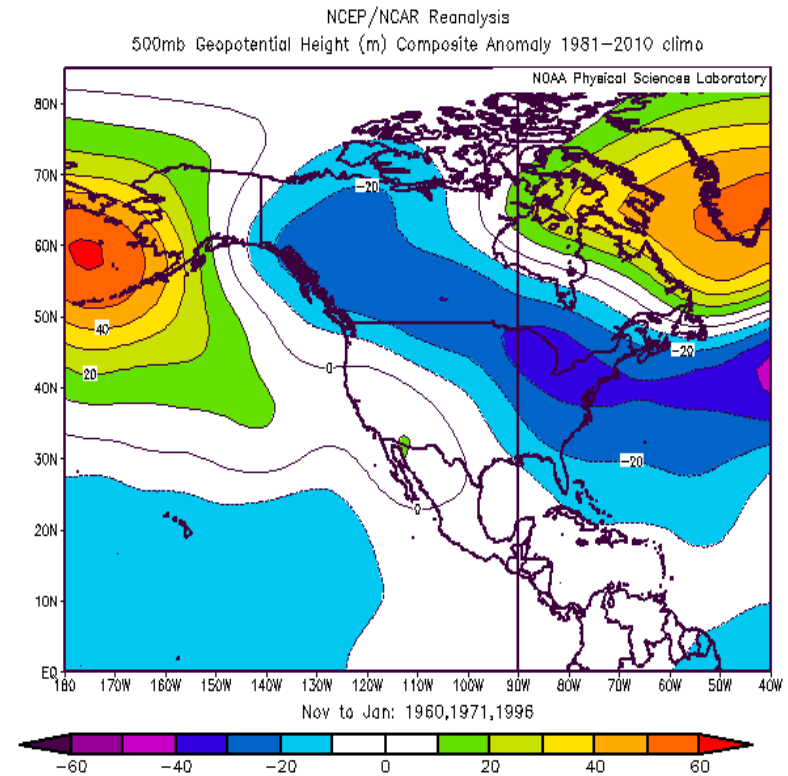 NCEP/NCAR Reanalysis
500mb Geopotential Height (m) Composite Anomaly 1981-2010 climo
NOAA Physical Sciences Laboratory
80N
70N
-20
60N
50N
40
-20
20
0
40N
30N
-20
0
20N
10N
EQ
180 170W 160W 150W 140W 130W 120W 110W 100W 90W 80W 70W 60W 50W 40W
Nov to Jan: 1960,1971,1996
-60 -40 -20 0 20 40 60